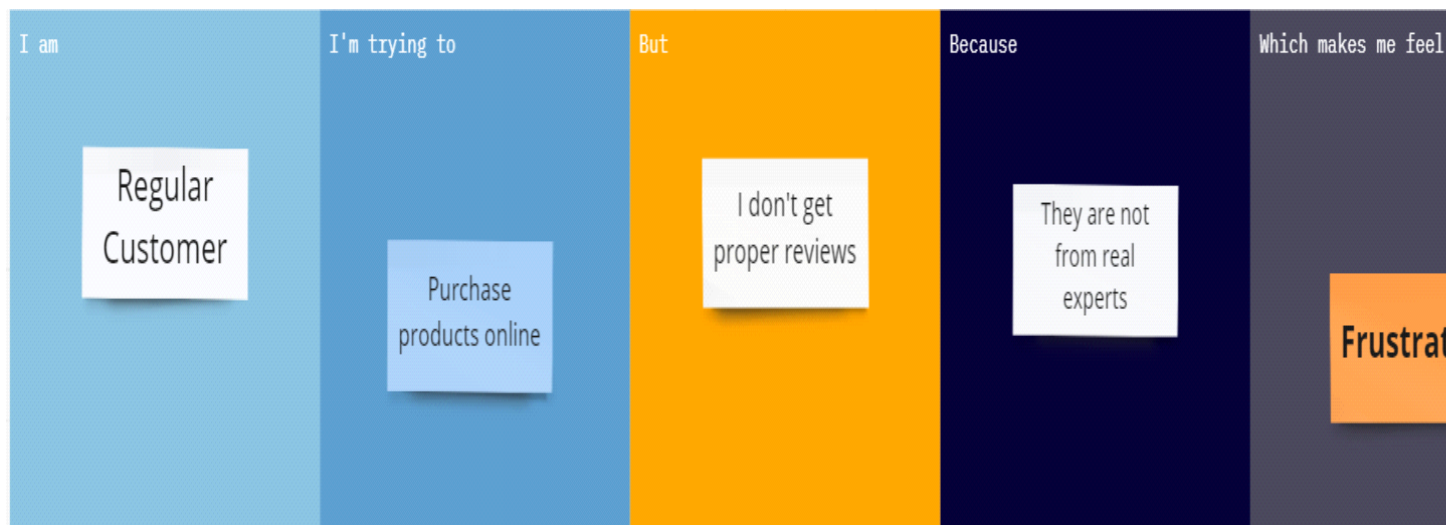 I am
Regular
Customer
I'm trying to
Purchase
products online
But
I don't get
proper reviews
Because
They are not
from real
experts
Which makes me feel